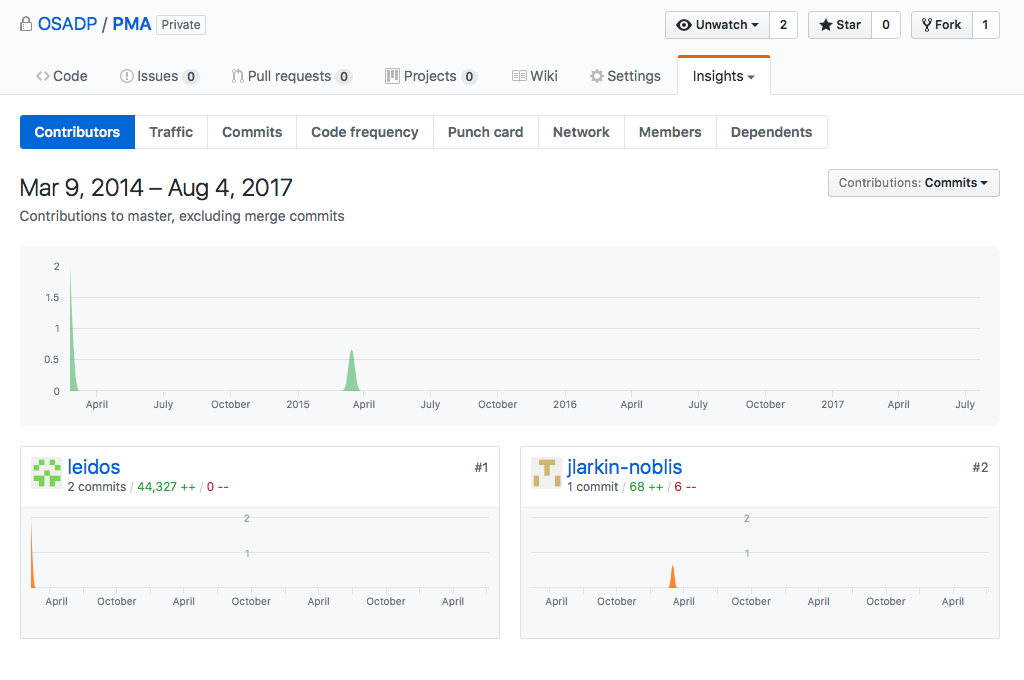 OSADP / PMA Private Unwatch 2 Star 0 Fork 1
Code Issues 0 Pull requests 0 Projects 0 Wiki Settings Insights
Contributors Traffic Commits Code frequency Punch card Network Members Dependents
Mar 9, 2014 – Aug 4, 2017
Contributions: Commits
Contributions to master, excluding merge commits
2
1.5
1
0.5
0
April July October 2015 April July October 2016 April July October 2017 April July
leidos #1
2 commits / 44,327 ++ / 0 --
2
1
April October April October April October April
jlarkin-noblis #2
1 commit / 68 ++ / 6 --
2
1
April October April October April October April